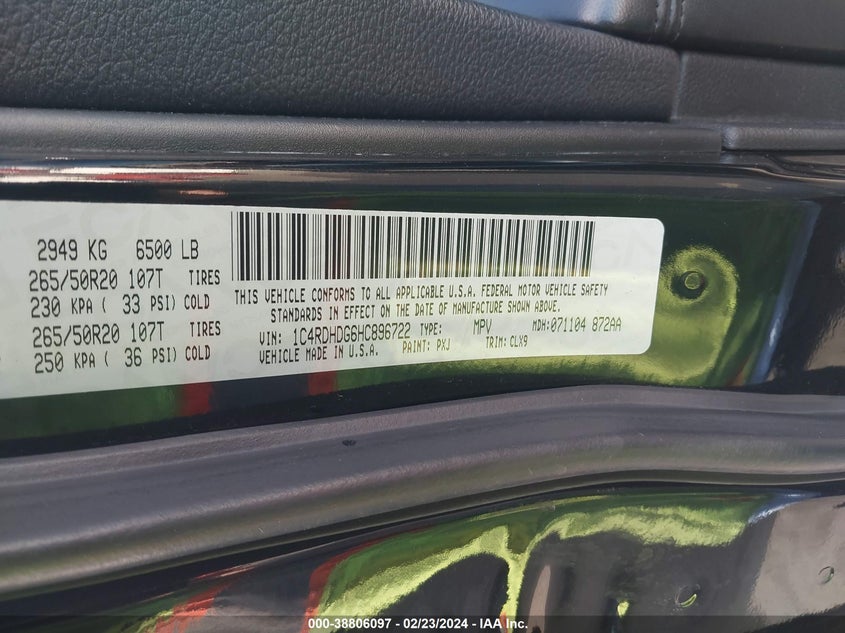 2949 KG 6500 LB
265/50R20 107T TIRES
230 KPA ( 33 PSI) COLD
265/50R20 107T TIRES
250 KPA ( 36 PSI) COLD
THIS VEHICLE CONFORMS TO ALL APPLICABLE U.S.A. FEDERAL MOTOR VEHICLE SAFETY
STANDARDS IN EFFECT ON THE DATE OF MANUFACTURE SHOWN ABOVE.
VIN: 1C4RDHDG6HC896722 TYPE: MPV MDH:071104 872AA
VEHICLE MADE IN U.S.A. PAINT: PXJ TRIM:CLX9
000-38806097 - 02/23/2024 - IAA Inc.